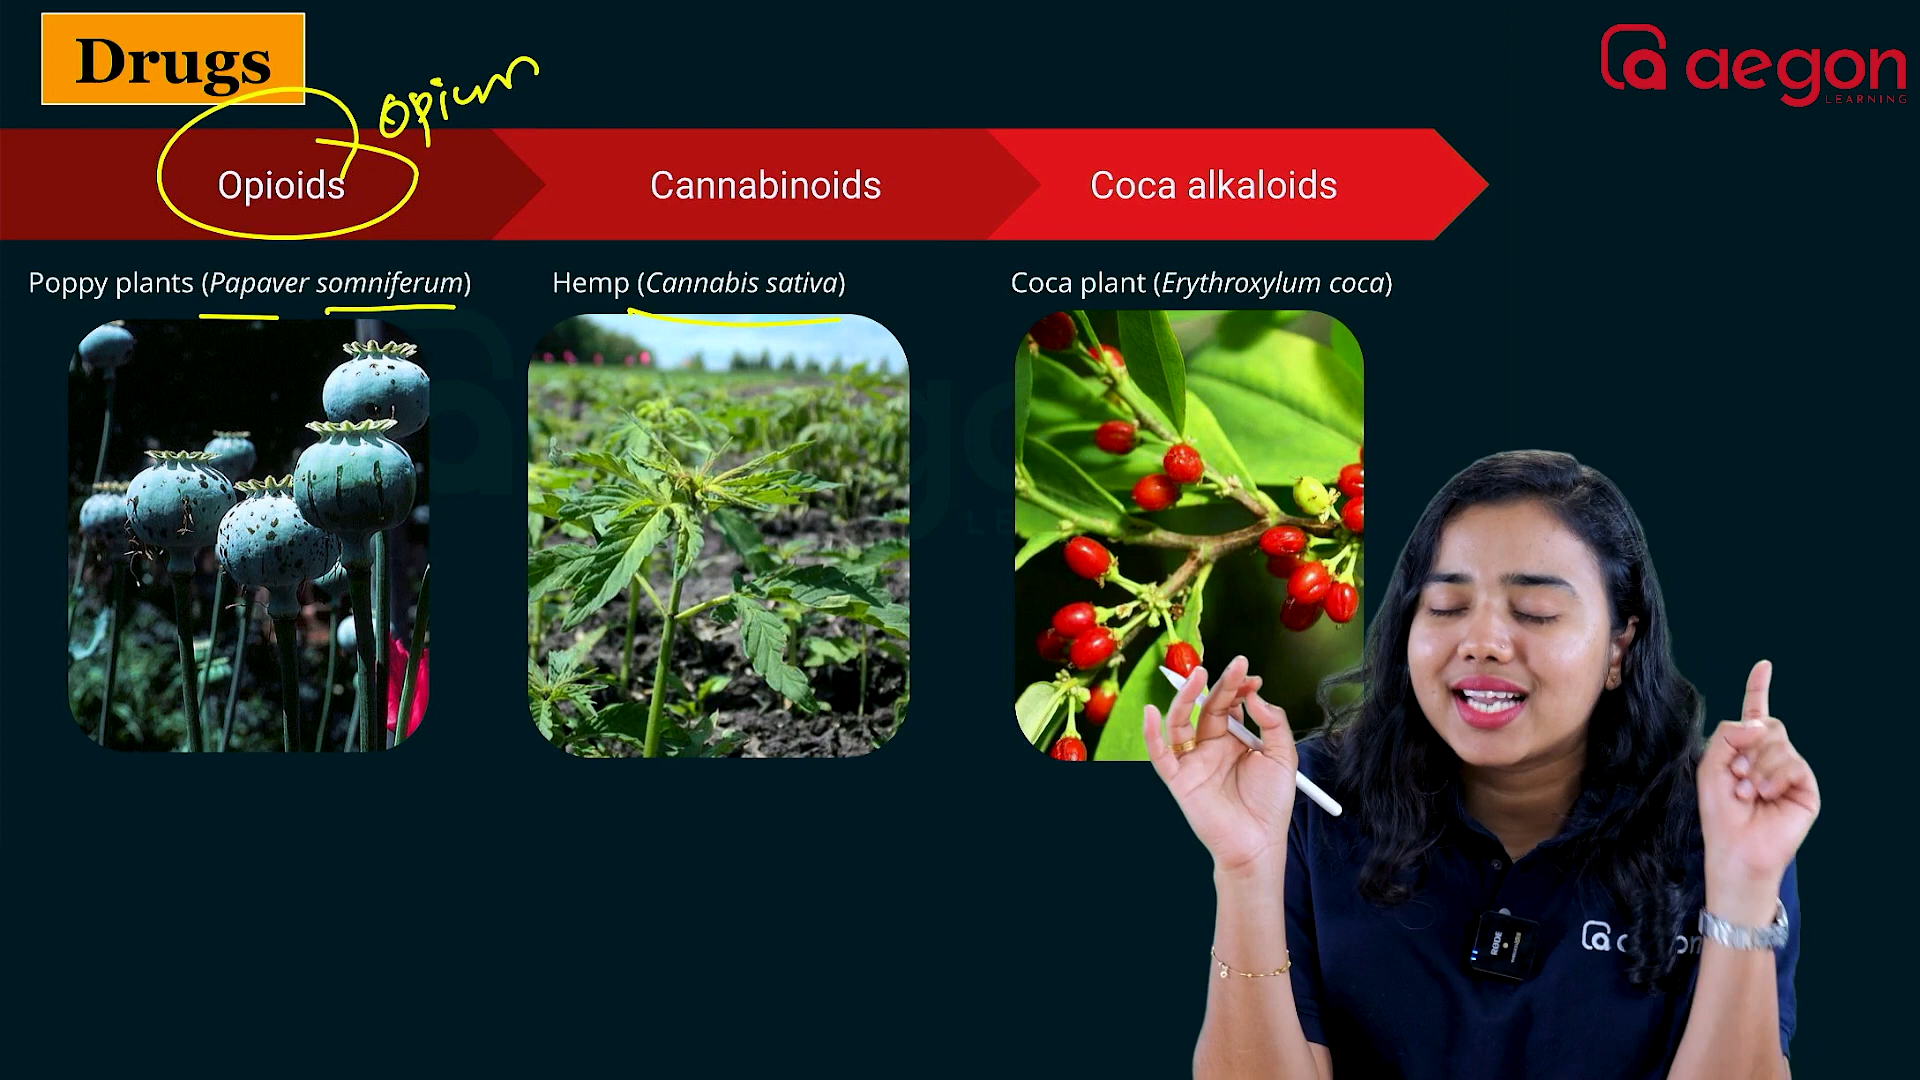 Drugs
opium
aegon
LEARNING
Opioids
Cannabinoids
Coca alkaloids
Poppy plants (Papaver somniferum)
Hemp (Cannabis sativa)
Coca plant (Erythroxylum coca)
RØDE